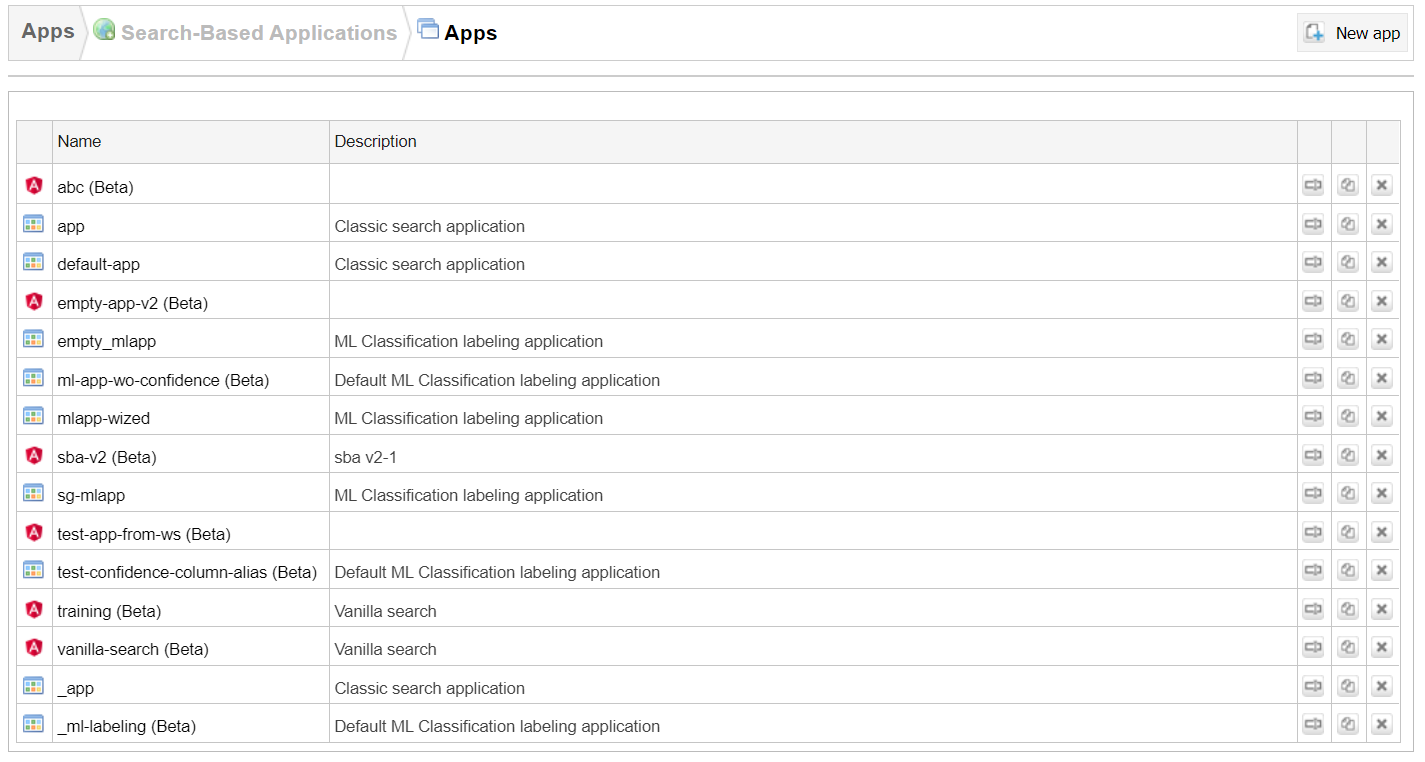 Apps Search-Based Applications Apps New app
Name Description
abc (Beta)
app Classic search application
default-app Classic search application
empty-app-v2 (Beta)
empty_mlapp ML Classification labeling application
ml-app-wo-confidence (Beta) Default ML Classification labeling application
mlapp-wized ML Classification labeling application
sba-v2 (Beta) sba v2-1
sg-mlapp ML Classification labeling application
test-app-from-ws (Beta)
test-confidence-column-alias (Beta) Default ML Classification labeling application
training (Beta) Vanilla search
vanilla-search (Beta) Vanilla search
_app Classic search application
_ml-labeling (Beta) Default ML Classification labeling application